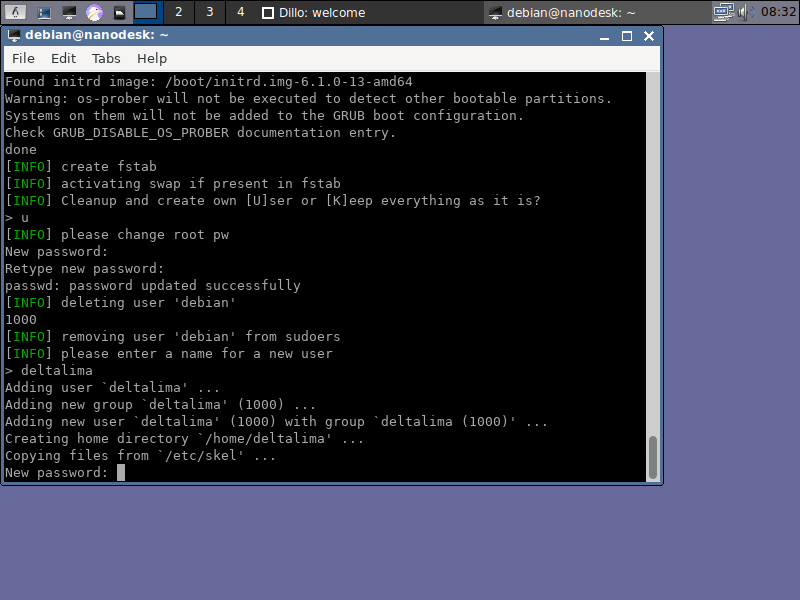 2
3
4
Dillo: welcome
debian@nanodesk: ~
08:32
debian@nanodesk: ~
File Edit Tabs Help
Found initrd image: /boot/initrd.img-6.1.0-13-amd64
Warning: os-prober will not be executed to detect other bootable partitions.
Systems on them will not be added to the GRUB boot configuration.
Check GRUB_DISABLE_OS_PROBER documentation entry.
done
[INFO] create fstab
[INFO] activating swap if present in fstab
[INFO] Cleanup and create own [U]ser or [K]eep everything as it is?
> u
[INFO] please change root pw
New password:
Retype new password:
passwd: password updated successfully
[INFO] deleting user 'debian'
1000
[INFO] removing user 'debian' from sudoers
[INFO] please enter a name for a new user
> deltalima
Adding user `deltalima' ...
Adding new group `deltalima' (1000) ...
Adding new user `deltalima' (1000) with group `deltalima (1000)' ...
Creating home directory `/home/deltalima' ...
Copying files from `/etc/skel' ...
New password: